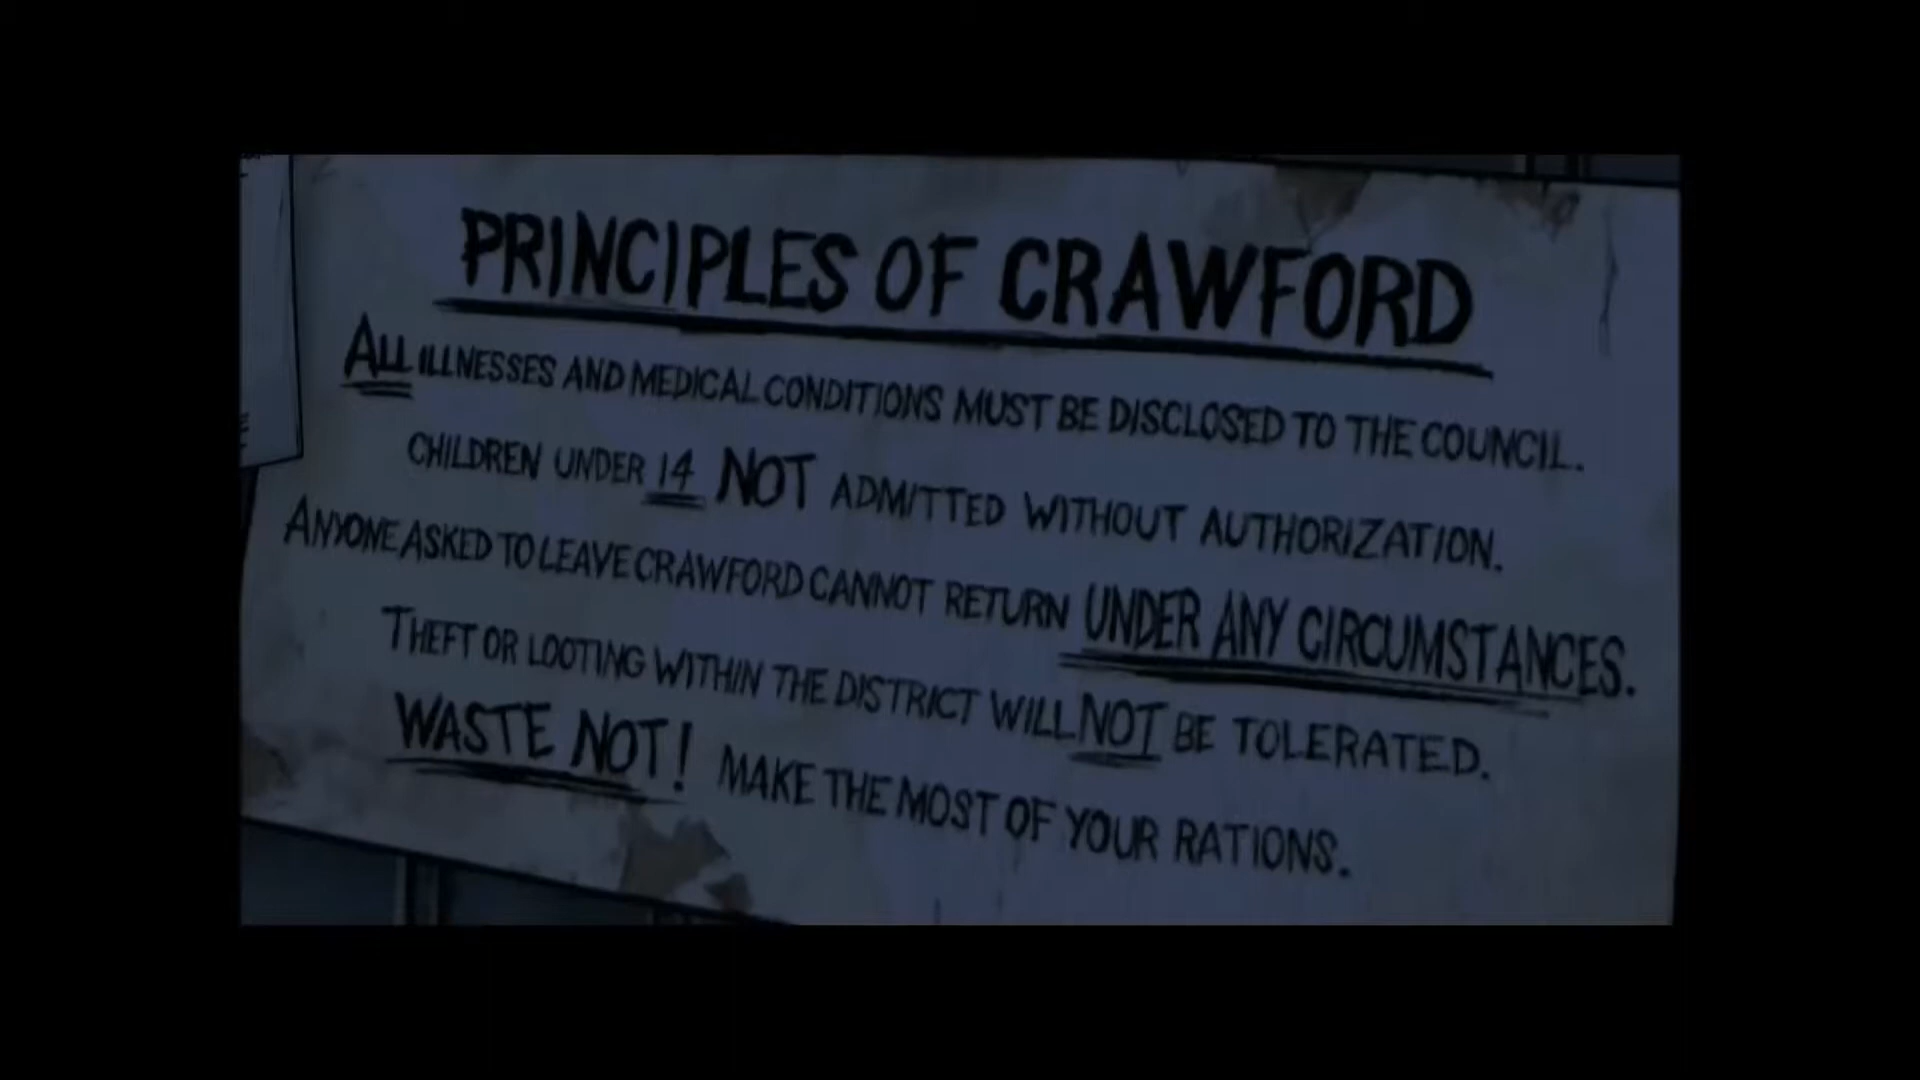 PRINCIPLES OF CRAWFORD
ALL ILLNESSES AND MEDICAL CONDITIONS MUST BE DISCLOSED TO THE COUNCIL.
CHILDREN UNDER 14 NOT ADMITTED WITHOUT AUTHORIZATION.
ANYONE ASKED TO LEAVE CRAWFORD CANNOT RETURN UNDER ANY CIRCUMSTANCES.
THEFT OR LOOTING WITHIN THE DISTRICT WILL NOT BE TOLERATED.
WASTE NOT! MAKE THE MOST OF YOUR RATIONS.